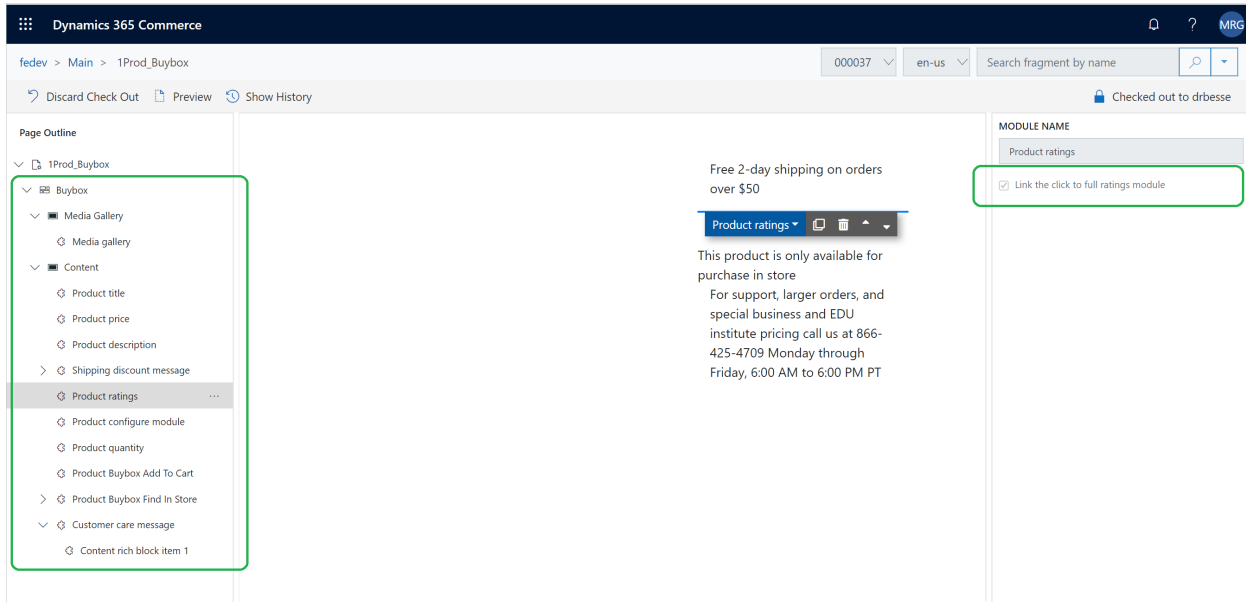 Dynamics 365 Commerce
MRG
fedev > Main > 1Prod_Buybox
000037
en-us
Search fragment by name
Discard Check Out
Preview
Show History
Checked out to drbesse
Page Outline
1Prod_Buybox
Buybox
Media Gallery
Media gallery
Content
Product title
Product price
Product description
Shipping discount message
Product ratings
Product configure module
Product quantity
Product Buybox Add To Cart
Product Buybox Find In Store
Customer care message
Content rich block item 1
Free 2-day shipping on orders
over $50
Product ratings
This product is only available for
purchase in store
For support, larger orders, and
special business and EDU
institute pricing call us at 866-
425-4709 Monday through
Friday, 6:00 AM to 6:00 PM PT
MODULE NAME
Product ratings
Link the click to full ratings module